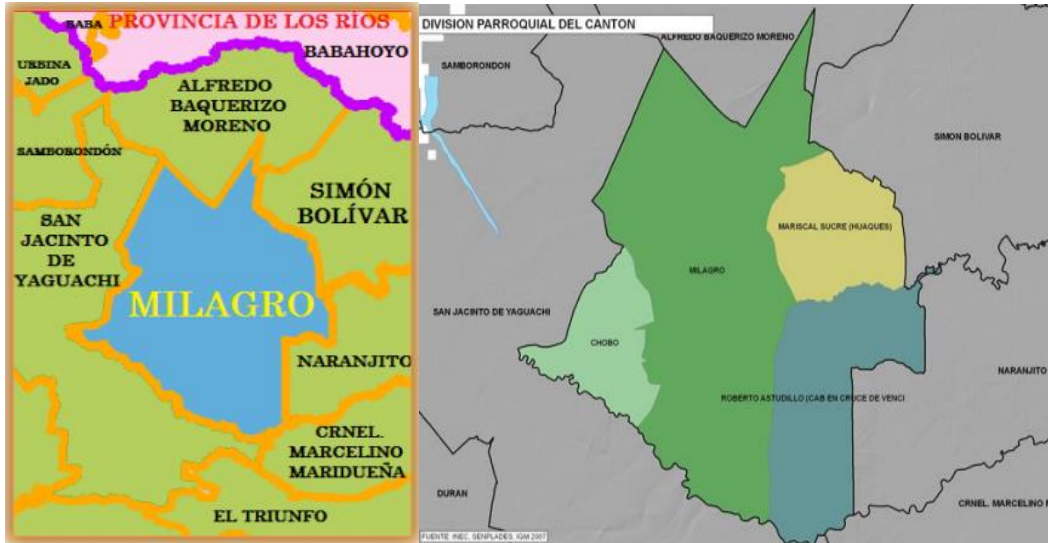 PROVINCIA DE LOS RÍOS
BABA
BABAHOYO
URBINA
JADO
ALFREDO
BAQUERIZO
MORENO
SAMBORONDÓN
SIMÓN
BOLÍVAR
SAN
JACINTO
DE
YAGUACHI
MILAGRO
NARANJITO
CRNEL.
MARCELINO
MARIDUEÑA
EL TRIUNFO
DIVISION PARROQUIAL DEL CANTON
ALFREDO BAQUERIZO MORENO
SAMBORONDON
SIMON BOLIVAR
MARISCAL SUCRE (HUAQUES)
MILAGRO
SAN JACINTO DE YAGUACHI
CHOBO
NARANJITO
ROBERTO ASTUDILLO (CAB EN CRUCE DE VENCI
DURAN
CRNEL. MARCELINO
FUENTE: INEC, SENPLADES, IGM 2007